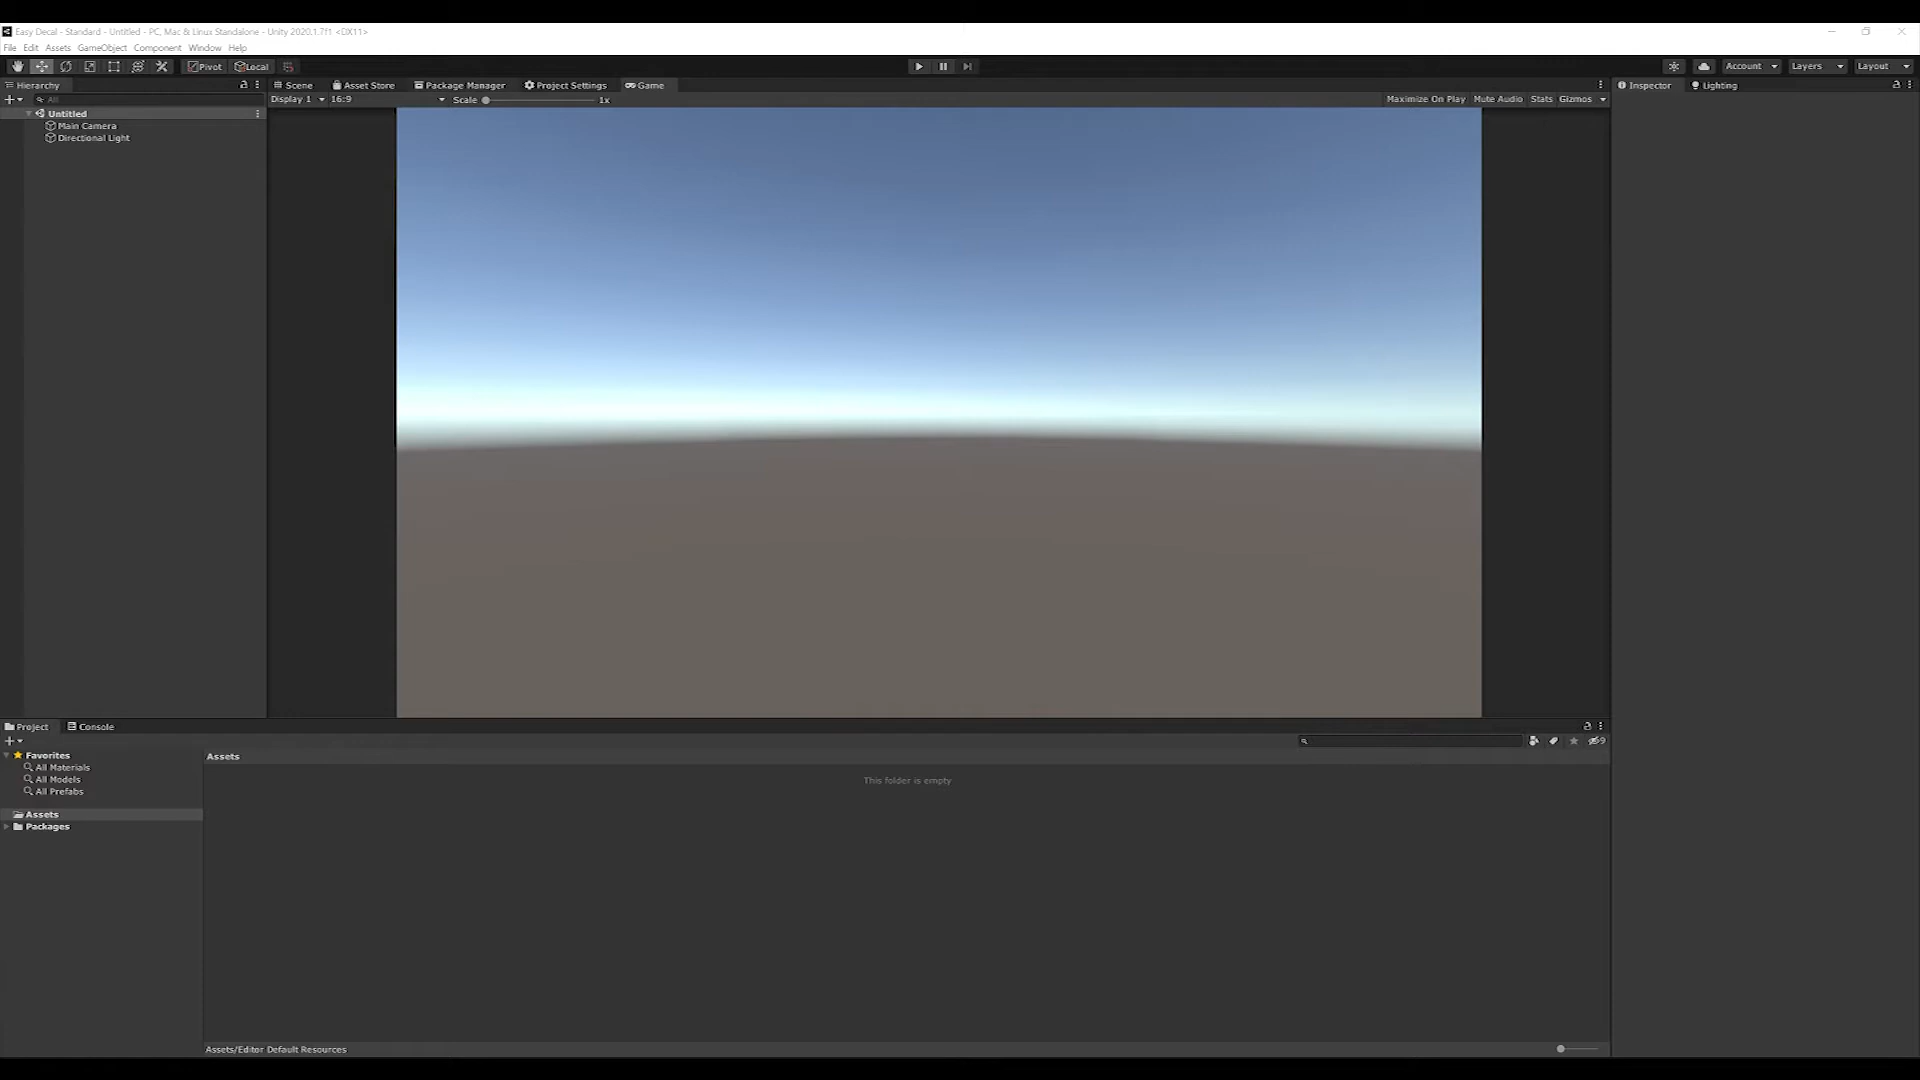 Easy Decal - Standard - Untitled - PC, Mac & Linux Standalone - Unity 2020.1.7f1 <DX11>
File Edit Assets GameObject Component Window Help
Pivot Local Account Layers Layout
Hierarchy Scene Asset Store Package Manager Project Settings Game Inspector Lighting
All Display 1 16:9 Scale 1x Maximize On Play Mute Audio Stats Gizmos
Untitled
Main Camera
Directional Light
Project Console
9
Favorites Assets
All Materials
All Models This folder is empty
All Prefabs
Assets
Packages
Assets/Editor Default Resources